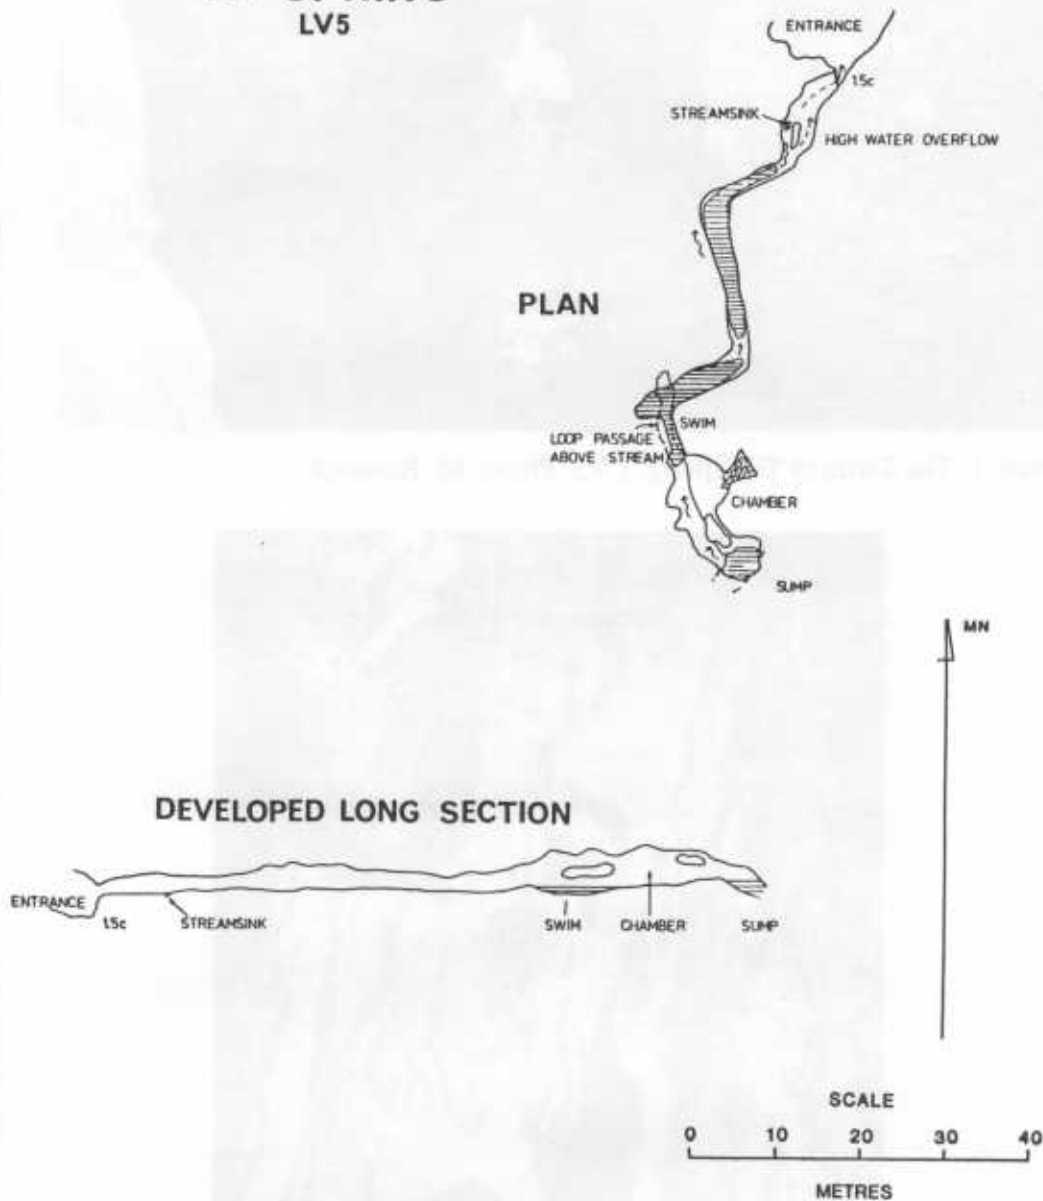 SPRING
LV5
ENTRANCE
1.5c
STREAMSINK
HIGH WATER OVERFLOW
PLAN
SWIM
LOOP PASSAGE
ABOVE STREAM
CHAMBER
SUMP
MN
DEVELOPED LONG SECTION
ENTRANCE
1.5c
STREAMSINK
SWIM
CHAMBER
SUMP
SCALE
0 10 20 30 40
METRES